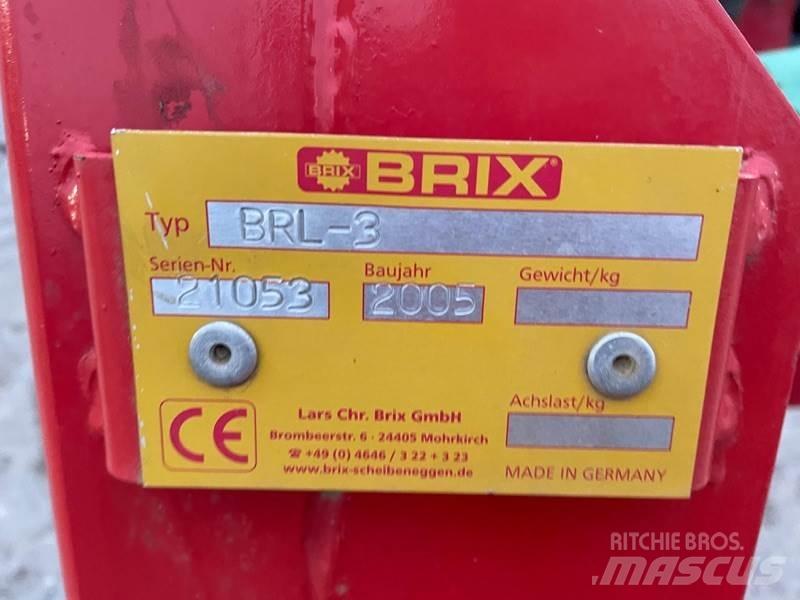 BRIX BRIX®
Typ BRL-3
Serien-Nr. Baujahr Gewicht/kg
21053 2005
Achslast/kg
CE Lars Chr. Brix GmbH
Brombeerstr. 6 · 24405 Mohrkirch
☎ +49 (0) 4646 / 3 22 + 3 23
www.brix-scheibeneggen.de
MADE IN GERMANY
RITCHIE BROS.
MASCUS